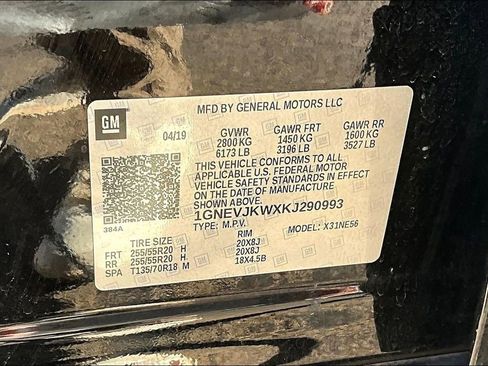 MFD BY GENERAL MOTORS LLC
GM
04/19 GVWR GAWR FRT GAWR RR
2800 KG 1450 KG 1600 KG
6173 LB 3196 LB 3527 LB
THIS VEHICLE CONFORMS TO ALL
APPLICABLE U.S. FEDERAL MOTOR
VEHICLE SAFETY STANDARDS IN EFFECT
ON THE DATE OF MANUFACTURE
SHOWN ABOVE.
1GNEVJKWXKJ290993
384A TYPE: M.P.V. MODEL: X31NE56
TIRE SIZE RIM
FRT 255/55R20 H 20X8J
RR 255/55R20 H 20X8J
SPA T135/70R18 M 18X4.5B